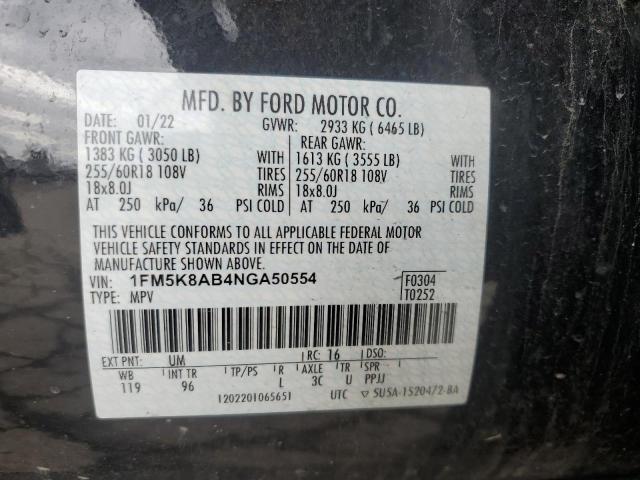 MFD. BY FORD MOTOR CO.
DATE: 01/22 GVWR: 2933 KG ( 6465 LB)
FRONT GAWR: REAR GAWR:
1383 KG ( 3050 LB) WITH 1613 KG ( 3555 LB) WITH
255/60R18 108V TIRES 255/60R18 108V TIRES
18x8.0J RIMS 18x8.0J RIMS
AT 250 kPa/ 36 PSI COLD AT 250 kPa/ 36 PSI COLD
THIS VEHICLE CONFORMS TO ALL APPLICABLE FEDERAL MOTOR
VEHICLE SAFETY STANDARDS IN EFFECT ON THE DATE OF
MANUFACTURE SHOWN ABOVE.
VIN: 1FM5K8AB4NGA50554 F0304
TYPE: MPV T0252
EXT PNT: UM RC: 16 DSO:
WB INT TR TP/PS R AXLE TR SPR
119 96 L 3C U PPJJ
1202201065651 UTC ▽ SU5A-1520472-BA